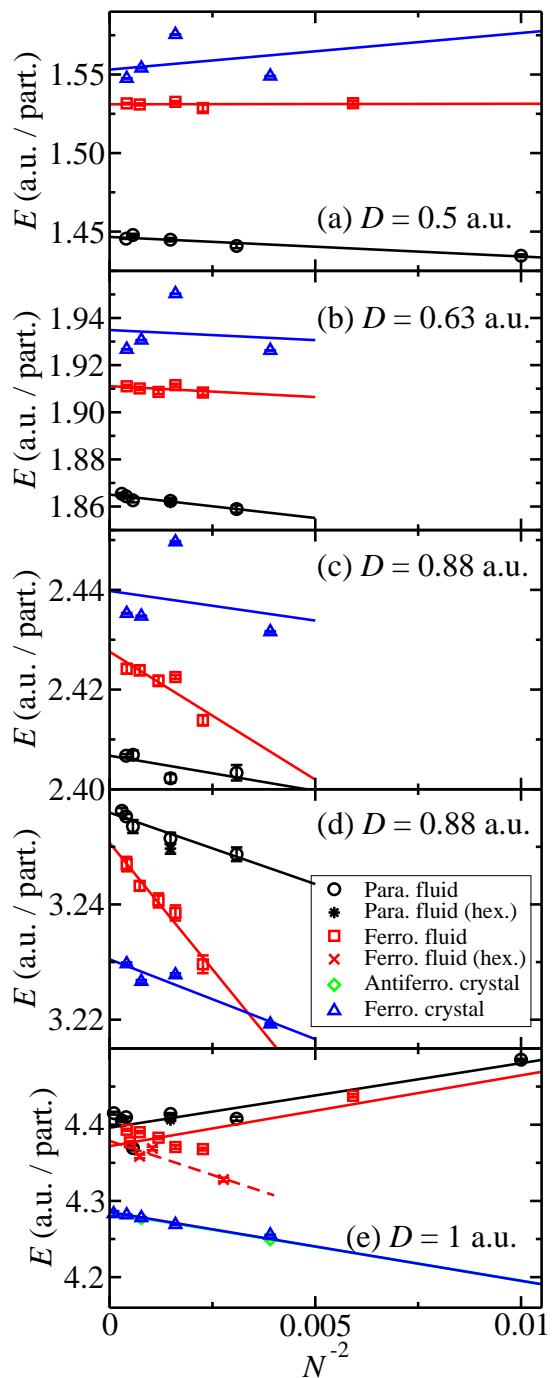 1.55
1.50
1.45
E (a.u. / part.)
(a) D = 0.5 a.u.
1.94
1.92
1.90
1.88
1.86
E (a.u. / part.)
(b) D = 0.63 a.u.
2.44
2.42
2.40
E (a.u. / part.)
(c) D = 0.88 a.u.
3.24
3.22
E (a.u. / part.)
(d) D = 0.88 a.u.
Para. fluid
Para. fluid (hex.)
Ferro. fluid
Ferro. fluid (hex.)
Antiferro. crystal
Ferro. crystal
4.4
4.3
4.2
E (a.u. / part.)
(e) D = 1 a.u.
0 0.005 0.01
N^-2